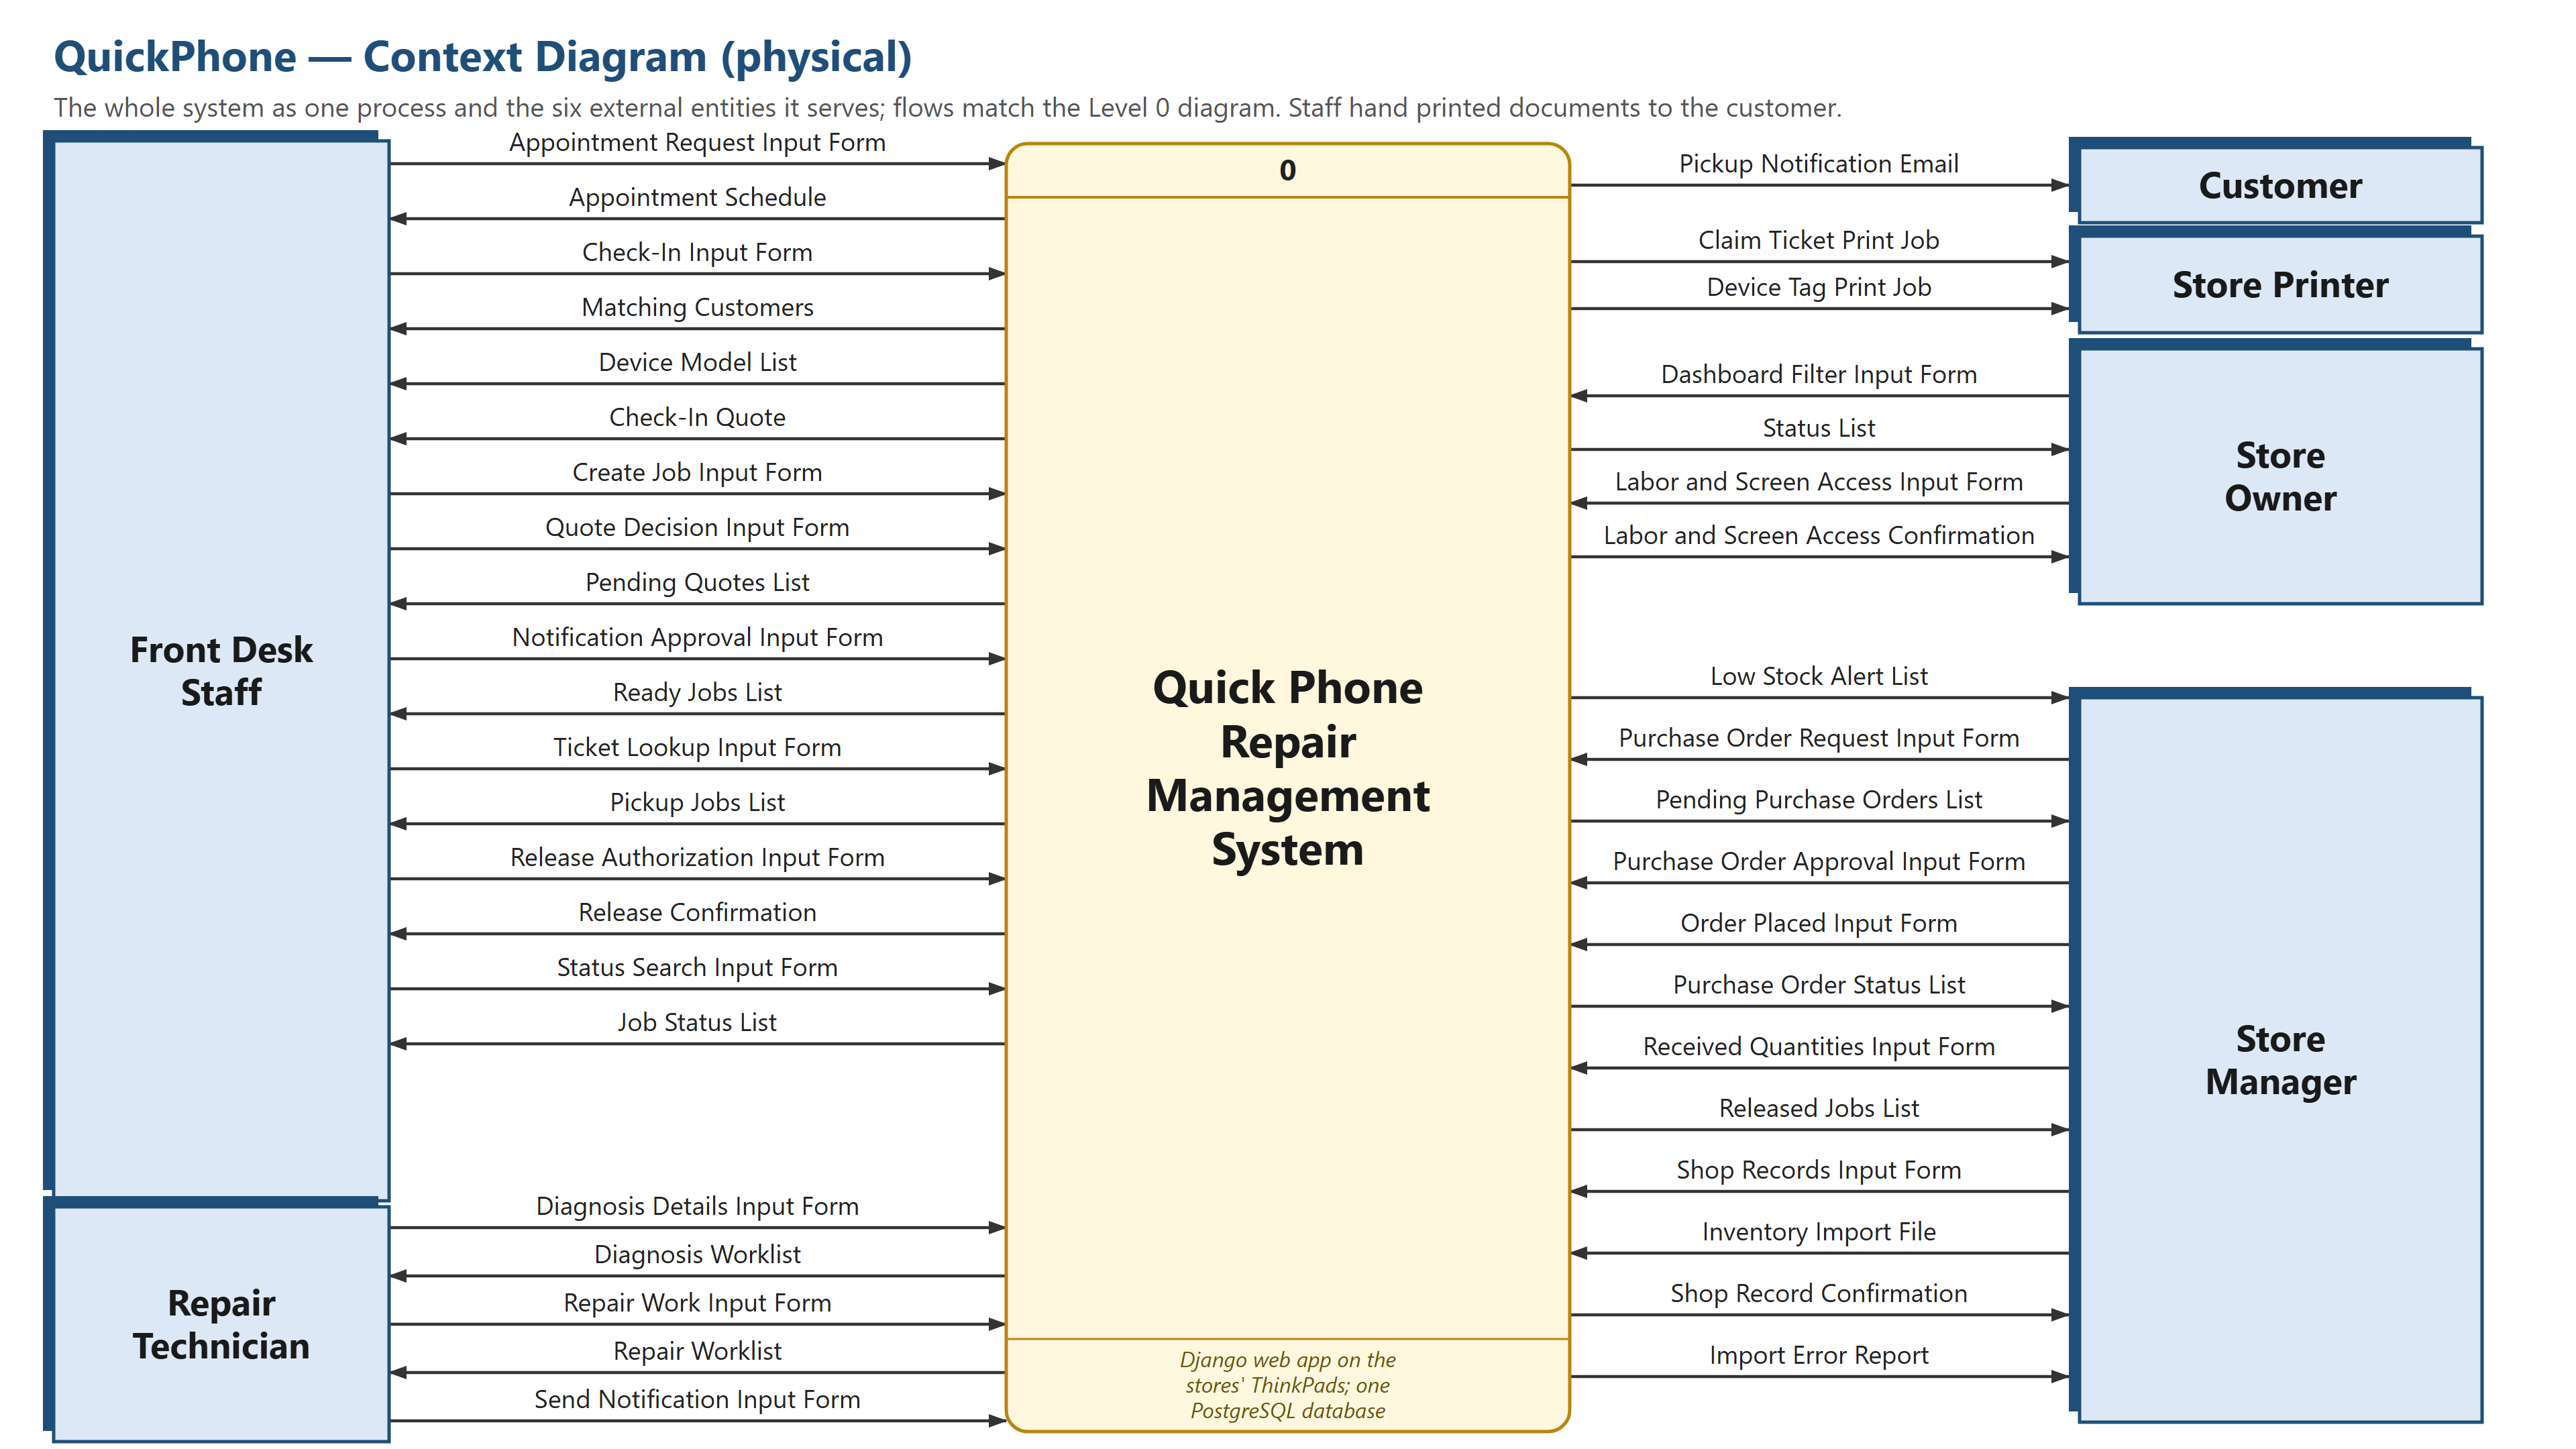 QuickPhone — Context Diagram (physical)
The whole system as one process and the six external entities it serves; flows match the Level 0 diagram. Staff hand printed documents to the customer.
Front Desk
Staff
Appointment Request Input Form
Appointment Schedule
Check-In Input Form
Matching Customers
Device Model List
Check-In Quote
Create Job Input Form
Quote Decision Input Form
Pending Quotes List
Notification Approval Input Form
Ready Jobs List
Ticket Lookup Input Form
Pickup Jobs List
Release Authorization Input Form
Release Confirmation
Status Search Input Form
Job Status List
Repair
Technician
Diagnosis Details Input Form
Diagnosis Worklist
Repair Work Input Form
Repair Worklist
Send Notification Input Form
0
Quick Phone
Repair
Management
System
Django web app on the
stores' ThinkPads; one
PostgreSQL database
Pickup Notification Email
Customer
Claim Ticket Print Job
Device Tag Print Job
Store Printer
Dashboard Filter Input Form
Status List
Labor and Screen Access Input Form
Labor and Screen Access Confirmation
Store
Owner
Low Stock Alert List
Purchase Order Request Input Form
Pending Purchase Orders List
Purchase Order Approval Input Form
Order Placed Input Form
Purchase Order Status List
Received Quantities Input Form
Released Jobs List
Shop Records Input Form
Inventory Import File
Shop Record Confirmation
Import Error Report
Store
Manager